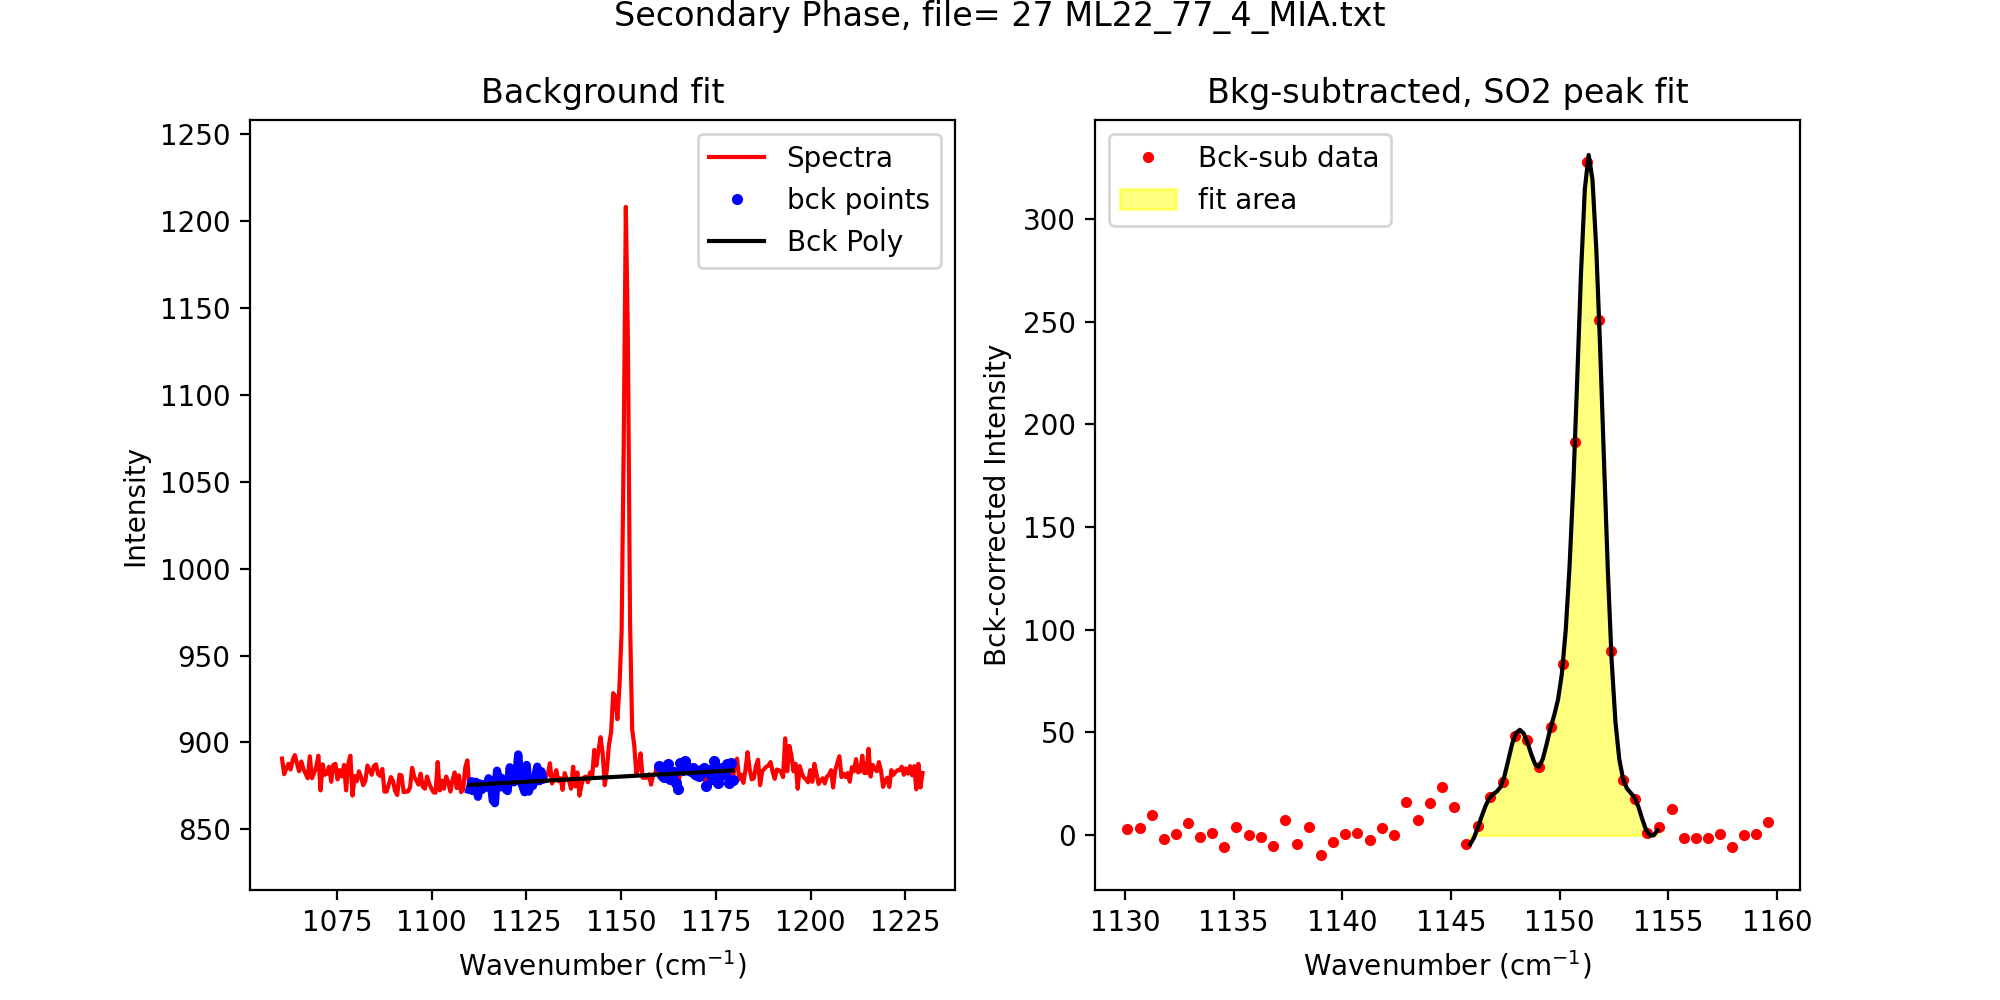 Secondary Phase, file= 27 ML22_77_4_MIA.txt
Background fit
1250
1200
1150
1100
1050
1000
950
900
850
Intensity
Spectra
bck points
Bck Poly
1075 1100 1125 1150 1175 1200 1225
Wavenumber (cm⁻¹)
Bkg-subtracted, SO2 peak fit
300
250
200
150
100
50
0
Bck-corrected Intensity
Bck-sub data
fit area
1130 1135 1140 1145 1150 1155 1160
Wavenumber (cm⁻¹)